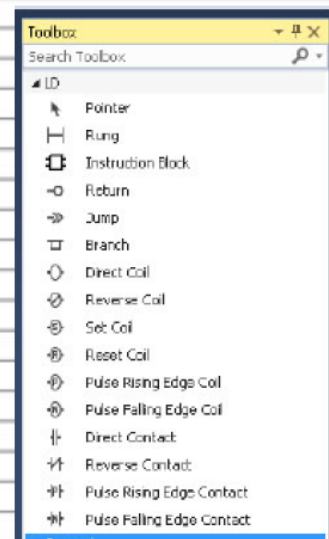 Toolbox
Search Toolbox
LD
Pointer
Rung
Instruction Block
Return
Jump
Branch
Direct Coil
Reverse Coil
Set Coil
Reset Coil
Pulse Rising Edge Coil
Pulse Falling Edge Coil
Direct Contact
Reverse Contact
Pulse Rising Edge Contact
Pulse Falling Edge Contact